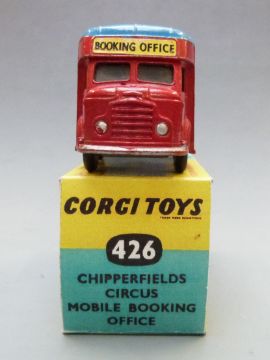 BOOKING OFFICE
CORGI TOYS
426
CHIPPERFIELDS
CIRCUS
MOBILE BOOKING
OFFICE